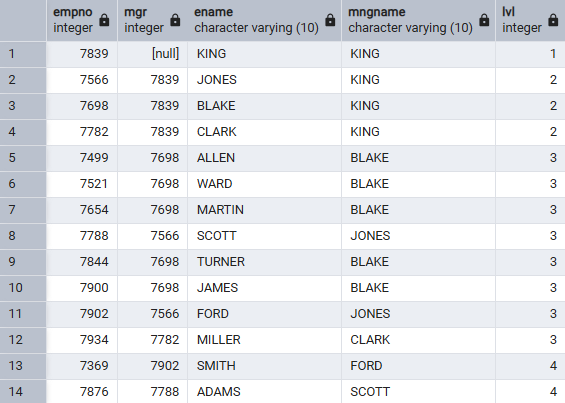 empno mgr ename mngname lvl
integer integer character varying (10) character varying (10) integer
1 7839 [null] KING KING 1
2 7566 7839 JONES KING 2
3 7698 7839 BLAKE KING 2
4 7782 7839 CLARK KING 2
5 7499 7698 ALLEN BLAKE 3
6 7521 7698 WARD BLAKE 3
7 7654 7698 MARTIN BLAKE 3
8 7788 7566 SCOTT JONES 3
9 7844 7698 TURNER BLAKE 3
10 7900 7698 JAMES BLAKE 3
11 7902 7566 FORD JONES 3
12 7934 7782 MILLER CLARK 3
13 7369 7902 SMITH FORD 4
14 7876 7788 ADAMS SCOTT 4